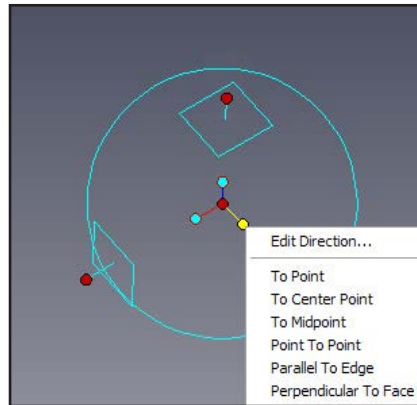 Edit Direction...
To Point
To Center Point
To Midpoint
Point To Point
Parallel To Edge
Perpendicular To Face